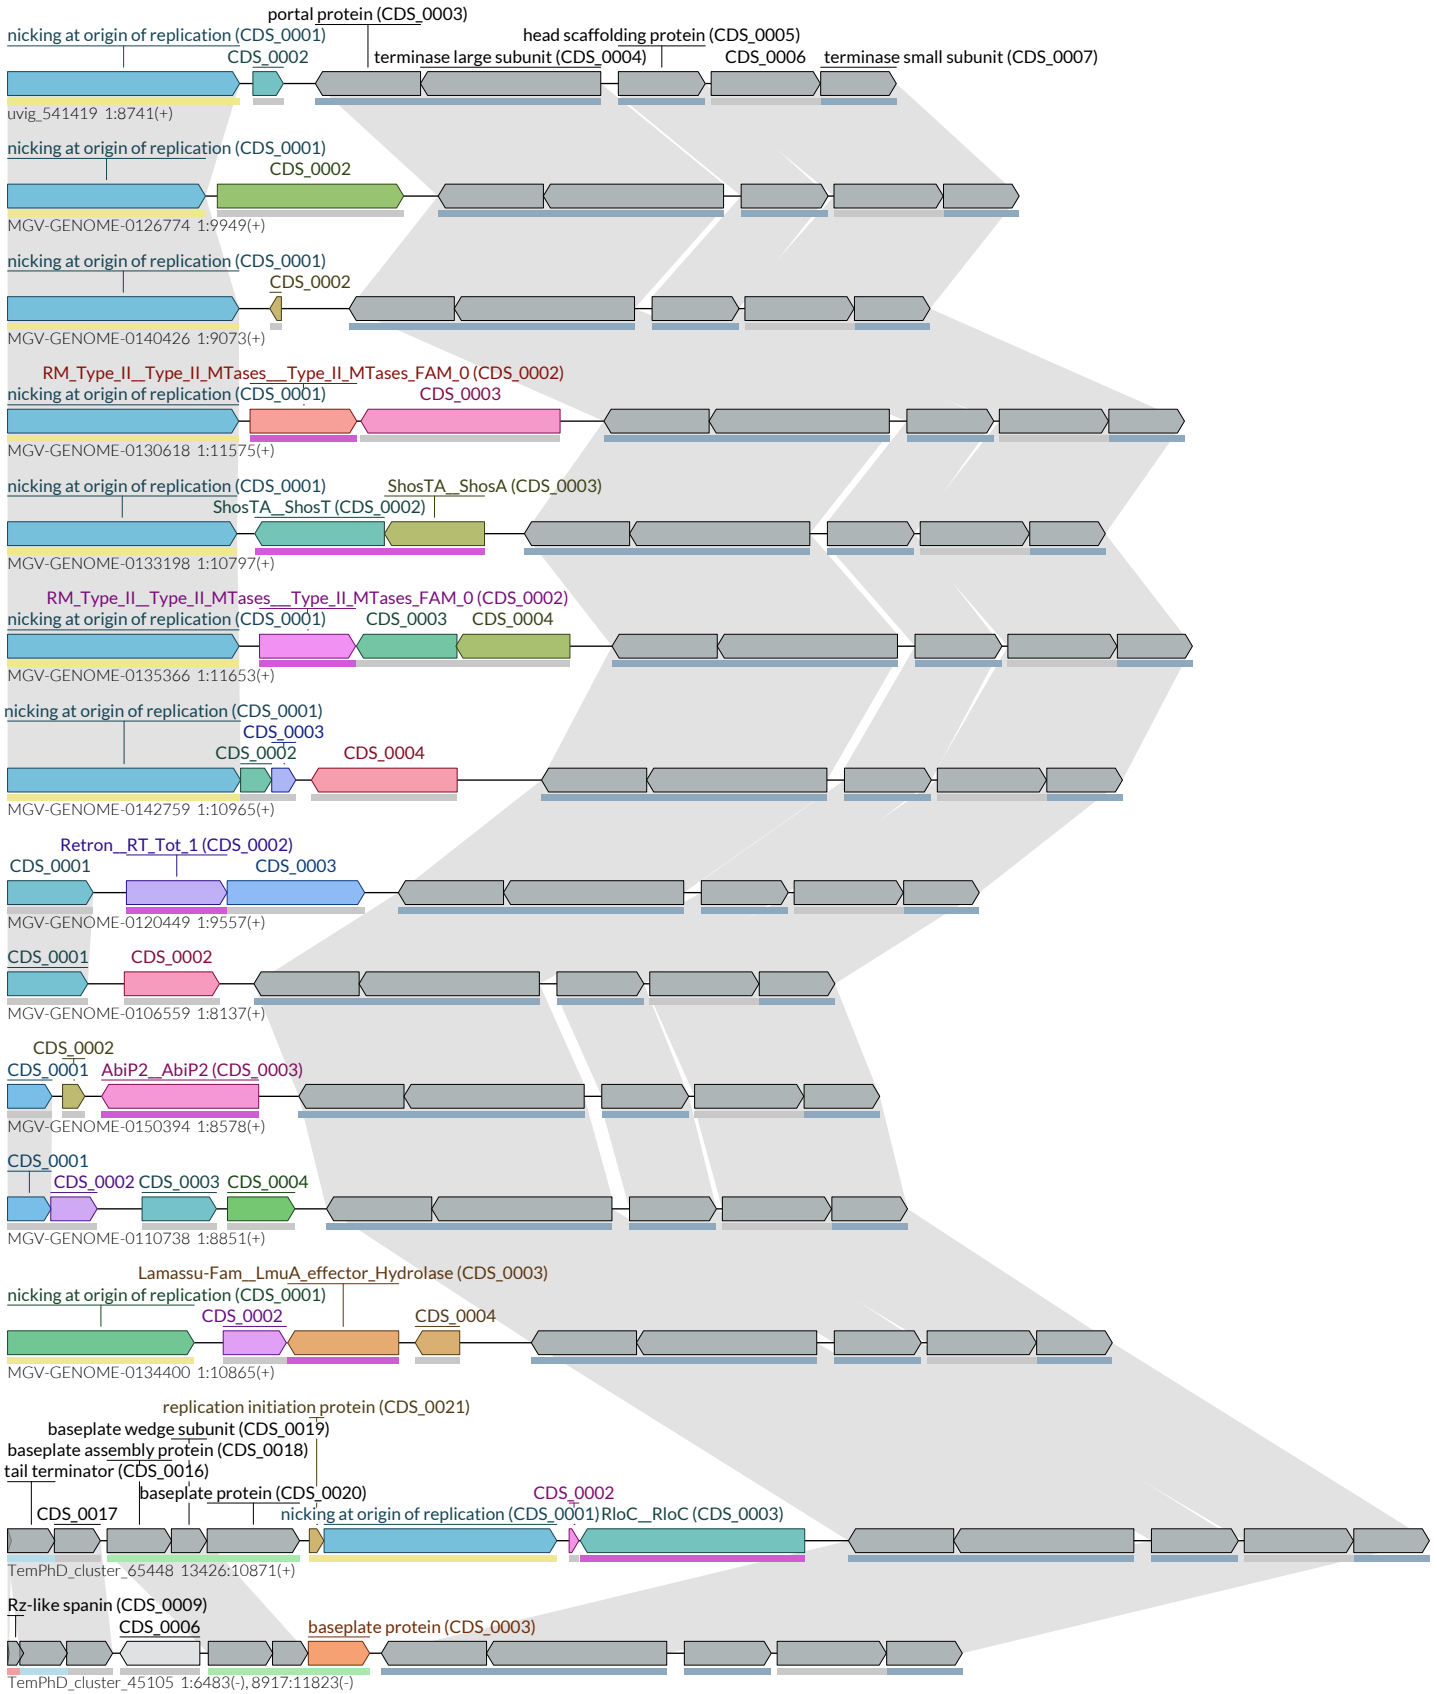 portal protein (CDS_0003)
nicking at origin of replication (CDS_0001)
head scaffolding protein (CDS_0005)
CDS_0002
terminase large subunit (CDS_0004)
CDS_0006
terminase small subunit (CDS_0007)
uvig_541419 1:8741(+)
nicking at origin of replication (CDS_0001)
CDS_0002
MGV-GENOME-0126774 1:9949(+)
nicking at origin of replication (CDS_0001)
CDS_0002
MGV-GENOME-0140426 1:9073(+)
RM_Type_II__Type_II_MTases___Type_II_MTases_FAM_0 (CDS_0002)
nicking at origin of replication (CDS_0001)
CDS_0003
MGV-GENOME-0130618 1:11575(+)
nicking at origin of replication (CDS_0001)
ShosTA__ShosA (CDS_0003)
ShosTA__ShosT (CDS_0002)
MGV-GENOME-0133198 1:10797(+)
RM_Type_II__Type_II_MTases___Type_II_MTases_FAM_0 (CDS_0002)
nicking at origin of replication (CDS_0001)
CDS_0003
CDS_0004
MGV-GENOME-0135366 1:11653(+)
nicking at origin of replication (CDS_0001)
CDS_0003
CDS_0002
CDS_0004
MGV-GENOME-0142759 1:10965(+)
Retron__RT_Tot_1 (CDS_0002)
CDS_0001
CDS_0003
MGV-GENOME-0120449 1:9557(+)
CDS_0001
CDS_0002
MGV-GENOME-0106559 1:8137(+)
CDS_0002
CDS_0001
AbiP2__AbiP2 (CDS_0003)
MGV-GENOME-0150394 1:8578(+)
CDS_0001
CDS_0002
CDS_0003
CDS_0004
MGV-GENOME-0110738 1:8851(+)
Lamassu-Fam__LmuA_effector_Hydrolase (CDS_0003)
nicking at origin of replication (CDS_0001)
CDS_0002
CDS_0004
MGV-GENOME-0134400 1:10865(+)
replication initiation protein (CDS_0021)
baseplate wedge subunit (CDS_0019)
baseplate assembly protein (CDS_0018)
tail terminator (CDS_0016)
baseplate protein (CDS_0020)
CDS_0002
CDS_0017
nicking at origin of replication (CDS_0001)
RloC__RloC (CDS_0003)
TemPhD_cluster_65448 13426:10871(+)
Rz-like spanin (CDS_0009)
CDS_0006
baseplate protein (CDS_0003)
TemPhD_cluster_45105 1:6483(-), 8917:11823(-)